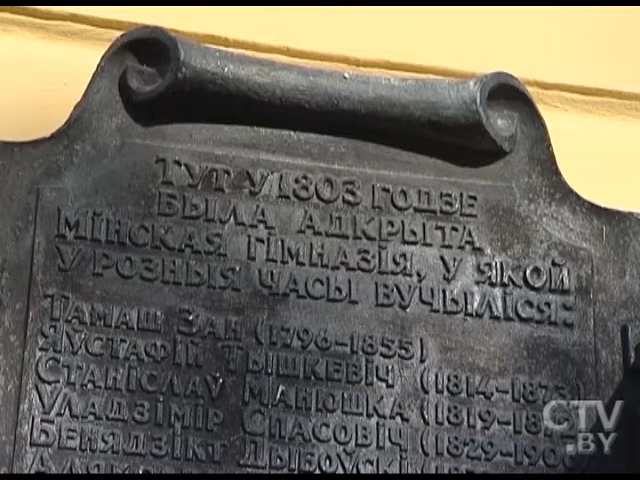 ТУТ У 1803 ГОДЗЕ
БЫЛА АДКРЫТА
МІНСКАЯ ГІМНАЗІЯ, У ЯКОЙ
У РОЗНЫЯ ЧАСЫ ВУЧЫЛІСЯ:
ТАМАШ ЗАН (1796-1855)
ЯЎСТАФІЙ ТЫШКЕВІЧ (1814-1873)
СТАНІСЛАЎ МАНЮШКА (1819-
УЛАДЗІМІР СПАСОВІЧ (1829-1906
БЕНЯДЗІКТ ДЫБОЎСКІ
CTV
.BY